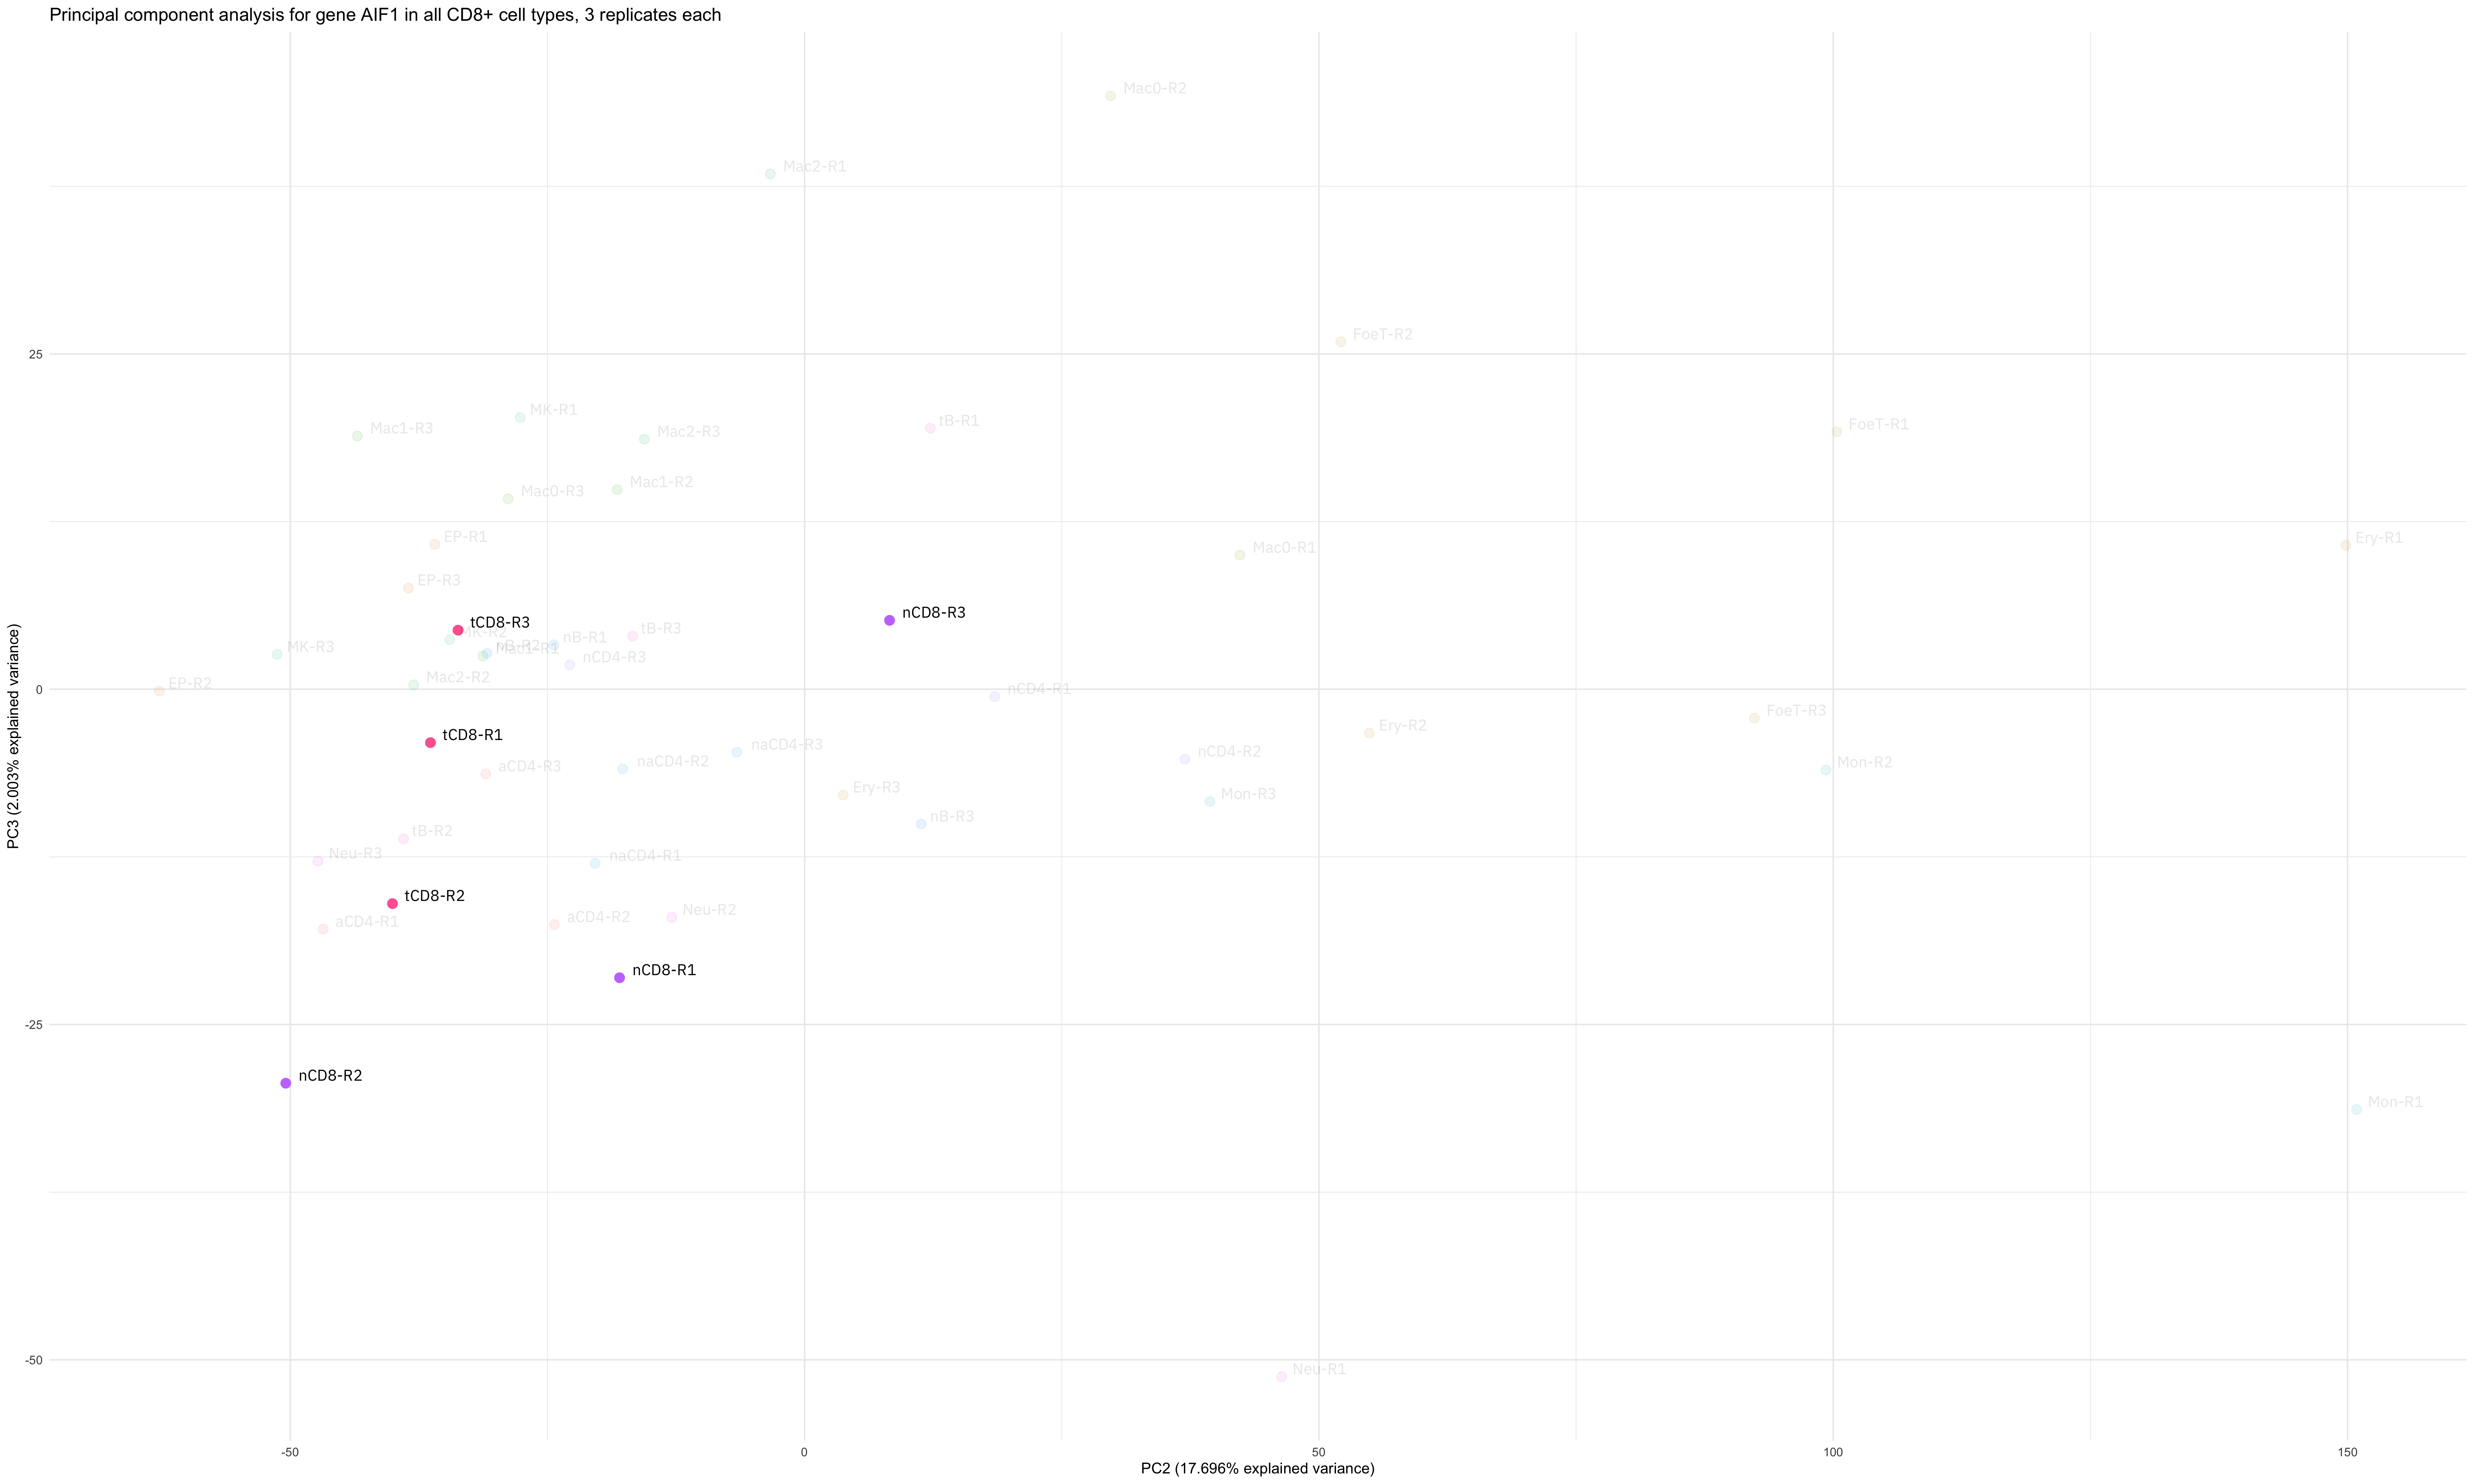 Principal component analysis for gene AIF1 in all CD8+ cell types, 3 replicates each
Mac0-R2
Mac2-R1
FoeT-R2
25
MK-R1
tB-R1
FoeT-R1
Mac1-R3
Mac2-R3
Mac1-R2
Mac0-R3
EP-R1
Ery-R1
Mac0-R1
EP-R3
nCD8-R3
tCD8-R3
tB-R3
MK-R2
nB-R1
nB-R2
MK-R3
Mac1-R1
nCD4-R3
Mac2-R2
EP-R2
0
nCD4-R1
FoeT-R3
Ery-R2
tCD8-R1
naCD4-R3
nCD4-R2
naCD4-R2
Mon-R2
aCD4-R3
Ery-R3
Mon-R3
nB-R3
tB-R2
Neu-R3
naCD4-R1
tCD8-R2
Neu-R2
aCD4-R2
aCD4-R1
nCD8-R1
-25
nCD8-R2
Mon-R1
-50
Neu-R1
PC3 (2.003% explained variance)
-50
0
50
100
150
PC2 (17.696% explained variance)